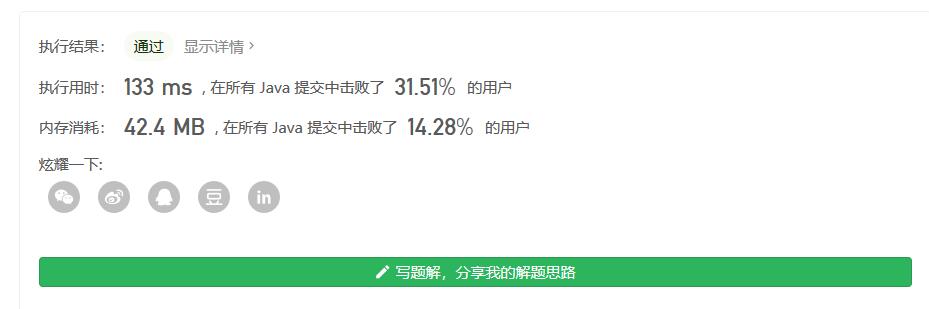 执行结果： 通过 显示详情 >
执行用时： 133 ms , 在所有 Java 提交中击败了 31.51% 的用户
内存消耗： 42.4 MB , 在所有 Java 提交中击败了 14.28% 的用户
炫耀一下:
豆 in
写题解，分享我的解题思路